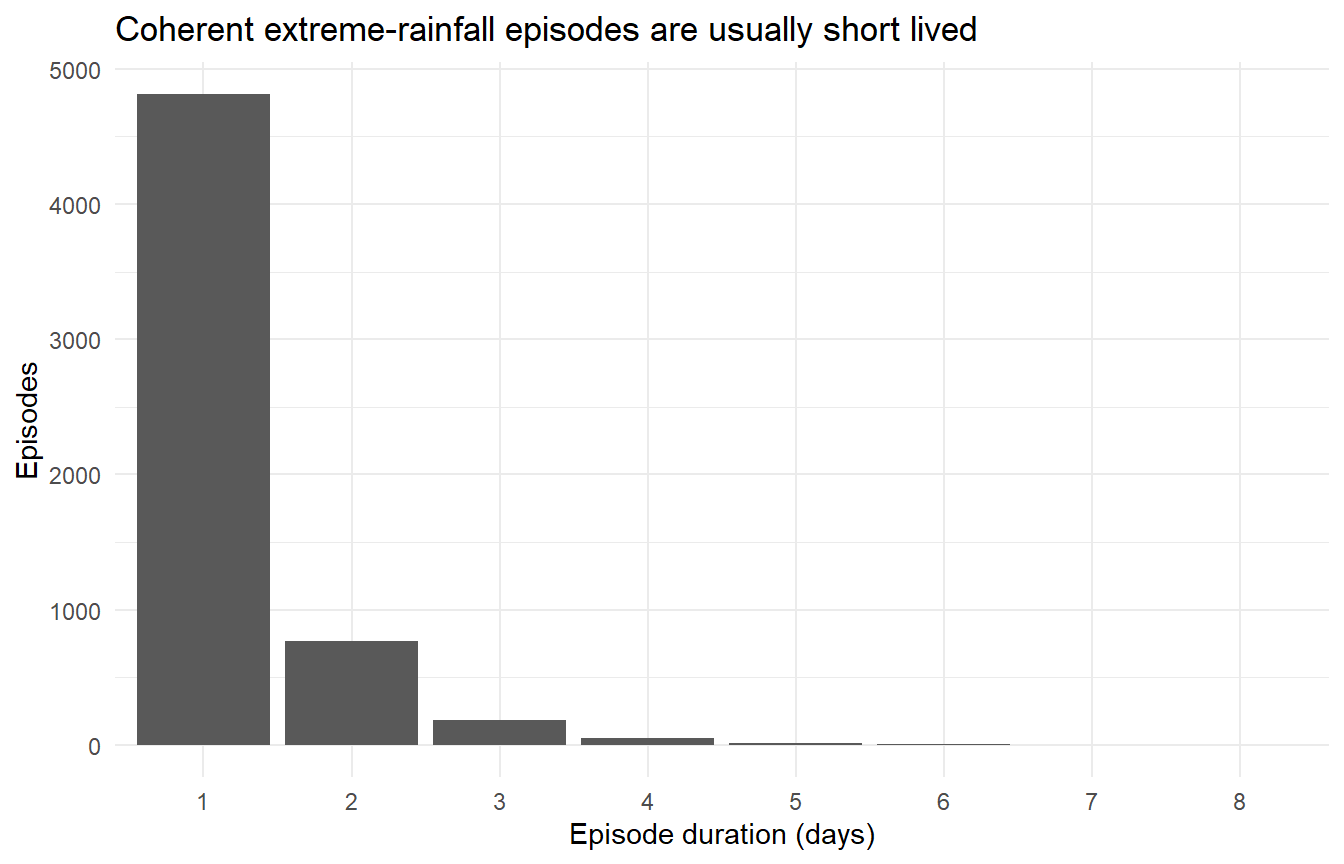 Coherent extreme-rainfall episodes are usually short lived
5000
4000
3000
2000
1000
0
Episodes
1 2 3 4 5 6 7 8
Episode duration (days)